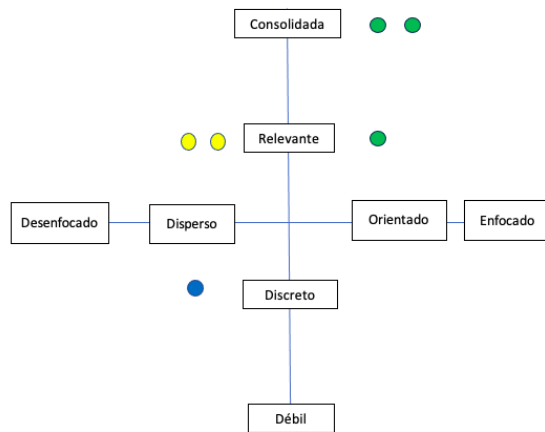 Consolidada
Relevante
Desenfocado
Disperso
Orientado
Enfocado
Discreto
Débil